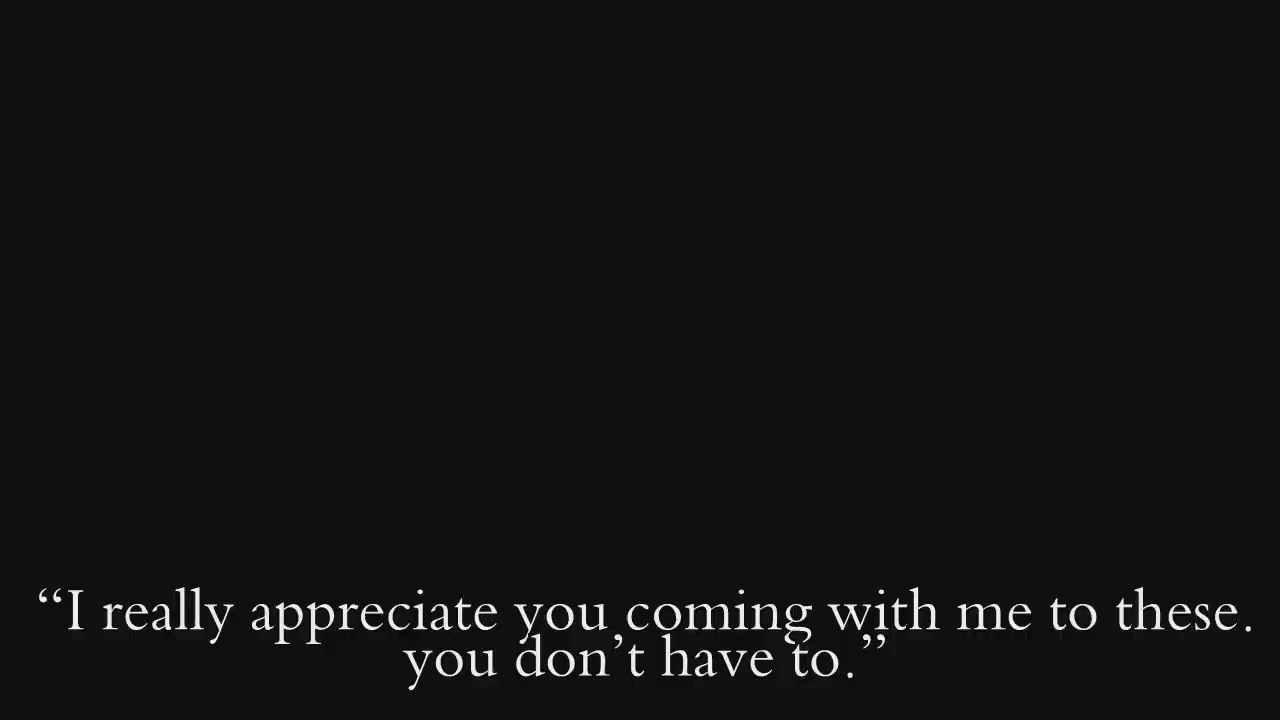 “I really appreciate you coming with me to these.
you don’t have to.”